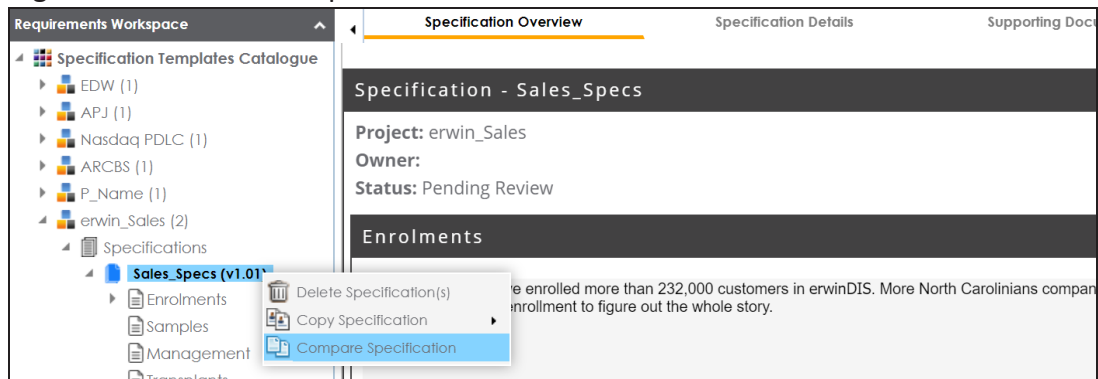 Requirements Workspace
Specification Overview
Specification Details
Supporting Docu
Specification Templates Catalogue
EDW (1)
APJ (1)
Nasdaq PDLC (1)
ARCBS (1)
P_Name (1)
erwin_Sales (2)
Specifications
Sales_Specs (v1.01)
Enrolments
Samples
Management
Transplants
Delete Specification(s)
Copy Specification
Compare Specification
Specification - Sales_Specs
Project: erwin_Sales
Owner:
Status: Pending Review
Enrolments
ve enrolled more than 232,000 customers in erwinDIS. More North Carolinians compan
enrollment to figure out the whole story.